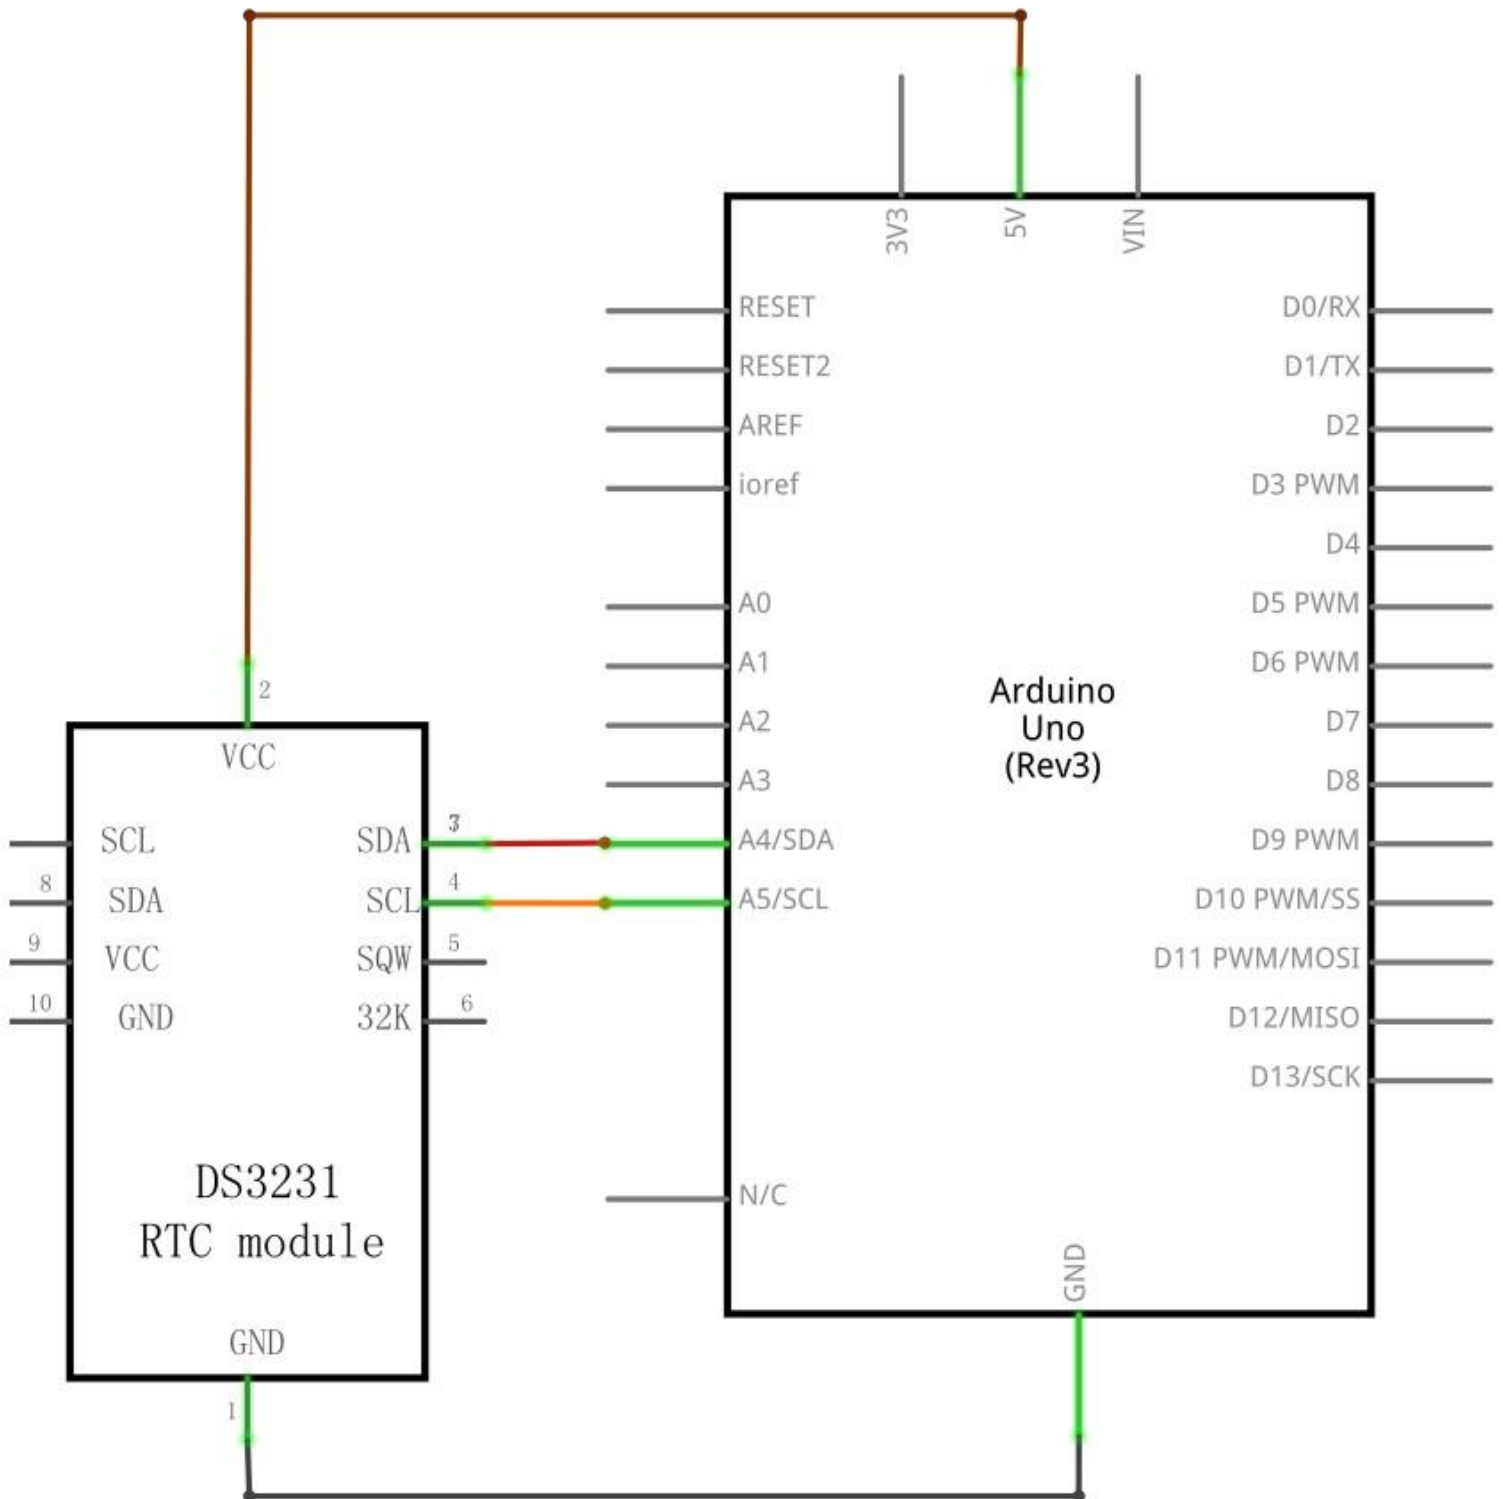 3V3
5V
VIN
RESET
D0/RX
RESET2
D1/TX
AREF
D2
ioref
D3 PWM
D4
A0
D5 PWM
A1
D6 PWM
Arduino
Uno
(Rev3)
2
A2
D7
VCC
A3
D8
SCL
SDA
A4/SDA
D9 PWM
8
SDA
SCL
4
A5/SCL
D10 PWM/SS
9
VCC
SQW
5
D11 PWM/MOSI
10
GND
32K
6
D12/MISO
D13/SCK
DS3231
RTC module
N/C
GND
GND
1